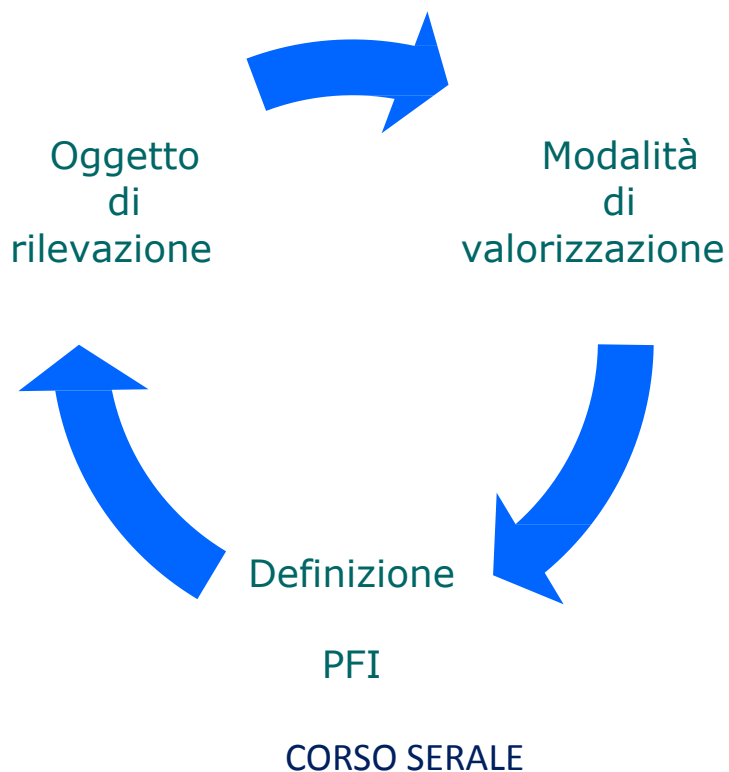 Oggetto
di
rilevazione
Modalità
di
valorizzazione
Definizione
PFI
CORSO SERALE